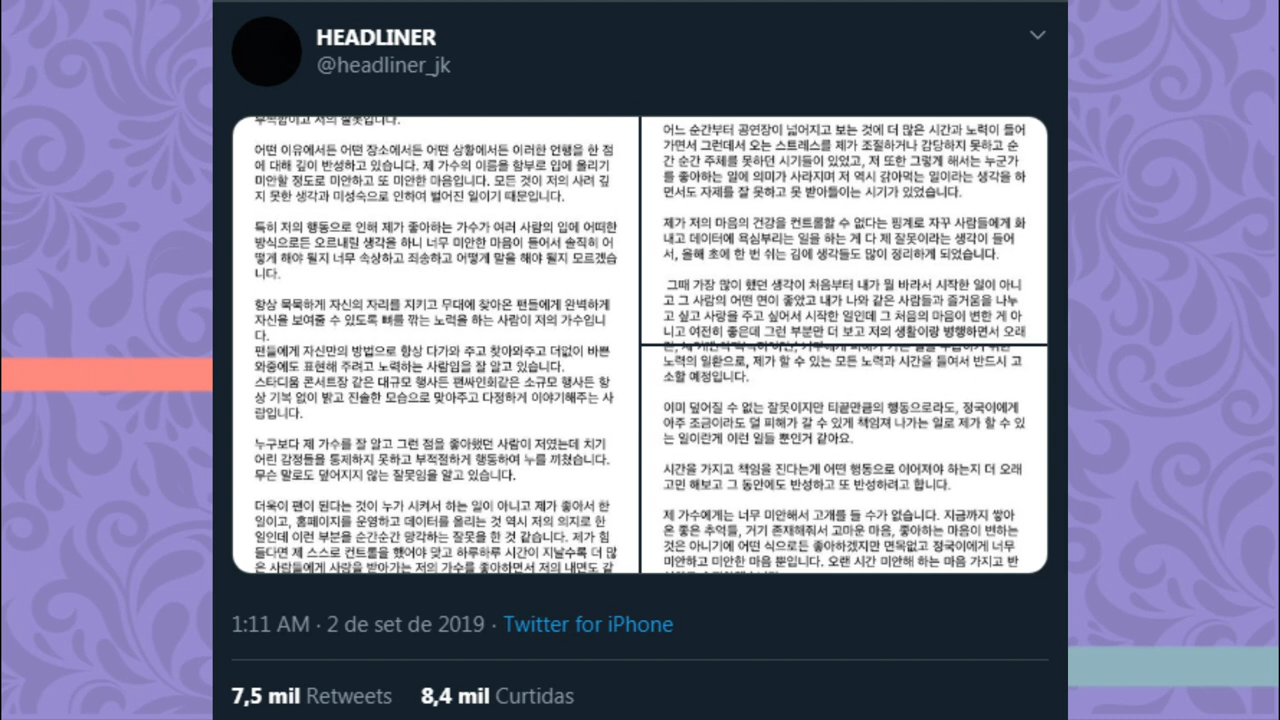 HEADLINER
@headliner_jk
어떤 이유에서든 어떤 장소에서든 어떤 상황에서든 이러한 언행을 한 점
에 대해 깊이 반성하고 있습니다. 제 가수의 이름을 함부로 입에 올리기
미안할 정도로 미안하고 또 미안한 마음입니다. 모든 것이 저의 사려 깊
지 못한 생각과 미성숙으로 인하여 벌어진 일이기 때문입니다.
특히 저의 행동으로 인해 제가 좋아하는 가수가 여러 사람의 입에 어떠한
방식으로든 오르내릴 생각을 하니 너무 미안한 마음이 들어서 솔직히 어
떻게 해야 될지 너무 속상하고 죄송하고 어떻게 말을 해야 될지 모르겠습
니다.
항상 묵묵하게 자신의 자리를 지키고 무대에 찾아온 팬들에게 완벽하게
자신을 보여줄 수 있도록 뼈를 깎는 노력을 하는 사람이 저의 가수입니
다.
팬들에게 자신만의 방법으로 항상 다가와 주고 찾아와주고 더없이 바쁜
와중에도 표현해 주려고 노력하는 사람임을 잘 알고 있습니다.
스타디움 콘서트장 같은 대규모 행사든 팬싸인회같은 소규모 행사든 항
상 기복 없이 밝고 진솔한 모습으로 맞아주고 다정하게 이야기해주는 사
람입니다.
누구보다 제 가수를 잘 알고 그런 점을 좋아했던 사람이 저였는데 치기
어린 감정들을 통제하지 못하고 부적절하게 행동하여 누를 끼쳤습니다.
무슨 말로도 덮어지지 않는 잘못임을 알고 있습니다.
더욱이 팬이 된다는 것이 누가 시켜서 하는 일이 아니고 제가 좋아서 한
일이고, 홈페이지를 운영하고 데이터를 올리는 것 역시 저의 의지로 한
일인데 이런 부분을 순간순간 망각하는 잘못을 한 것 같습니다. 제가 힘
들다면 제 스스로 컨트롤을 했어야 맞고 하루하루 시간이 지날수록 더 많
은 사람들에게 사랑을 받아가는 저의 가수를 좋아하면서 저의 내면도 같
어느 순간부터 공연장이 넓어지고 보는 것에 더 많은 시간과 노력이 들어
가면서 그런데서 오는 스트레스를 제가 조절하거나 감당하지 못하고 순
간 순간 주체를 못하던 시기들이 있었고, 저 또한 그렇게 해서는 누군가
를 좋아하는 일에 의미가 사라지며 저 역시 갉아먹는 일이라는 생각을 하
면서도 자제를 잘 못하고 못 받아들이는 시기가 있었습니다.
제가 저의 마음의 건강을 컨트롤할 수 없다는 핑계로 자꾸 사람들에게 화
내고 데이터에 욕심부리는 일을 하는 게 다 제 잘못이라는 생각이 들어
서, 올해 초에 한 번 쉬는 김에 생각들도 많이 정리하게 되었습니다.
그때 가장 많이 했던 생각이 처음부터 내가 뭘 바라서 시작한 일이 아니
고 그 사람의 어떤 면이 좋았고 내가 나와 같은 사람들과 즐거움을 나누
고 싶고 사랑을 주고 싶어서 시작한 일인데 그 처음의 마음이 변한 게 아
니고 여전히 좋은데 그런 부분만 더 보고 저의 생활이랑 병행하면서 오래
노력의 일환으로, 제가 할 수 있는 모든 노력과 시간을 들여서 반드시 고
소할 예정입니다.
이미 덮어질 수 없는 잘못이지만 티끌만큼의 행동으로라도, 정국이에게
아주 조금이라도 덜 피해가 갈 수 있게 책임져 나가는 일로 제가 할 수 있
는 일이란게 이런 일들 뿐인거 같아요.
시간을 가지고 책임을 진다는게 어떤 행동으로 이어져야 하는지 더 오래
고민 해보고 그 동안에도 반성하고 또 반성하려고 합니다.
제 가수에게는 너무 미안해서 고개를 들 수가 없습니다. 지금까지 쌓아
온 좋은 추억들, 거기 존재해줘서 고마운 마음, 좋아하는 마음이 변하는
것은 아니기에 어떤 식으로든 좋아하겠지만 면목없고 정국이에게 너무
미안하고 미안한 마음 뿐입니다. 오랜 시간 미안해 하는 마음 가지고 반
1:11 AM · 2 de set de 2019 · Twitter for iPhone
7,5 mil Retweets 8,4 mil Curtidas